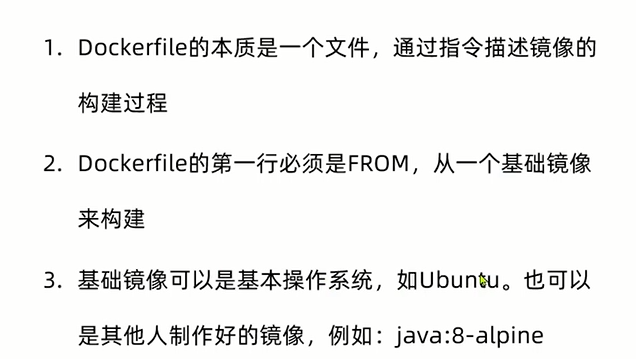 1. Dockerfile的本质是一个文件，通过指令描述镜像的
构建过程
2. Dockerfile的第一行必须是FROM，从一个基础镜像
来构建
3. 基础镜像可以是基本操作系统，如Ubuntu。也可以
是其他人制作好的镜像，例如：java:8-alpine